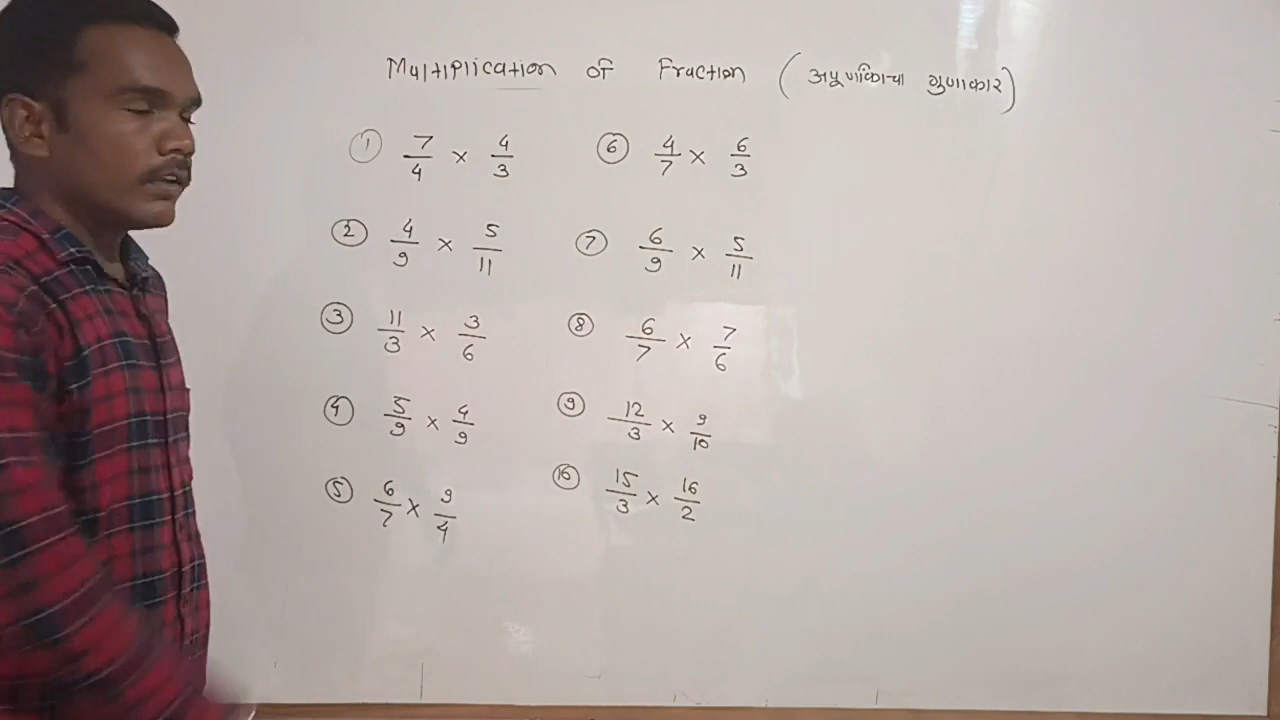 Multiplication of Fraction (अपूर्णांकाचा गुणाकार)
① 7/4 × 4/3
② 4/9 × 5/11
③ 11/3 × 3/6
④ 5/9 × 4/9
⑤ 6/7 × 9/4
⑥ 4/7 × 6/3
⑦ 6/9 × 5/11
⑧ 6/7 × 7/6
⑨ 12/3 × 9/10
⑯ 15/3 × 16/2